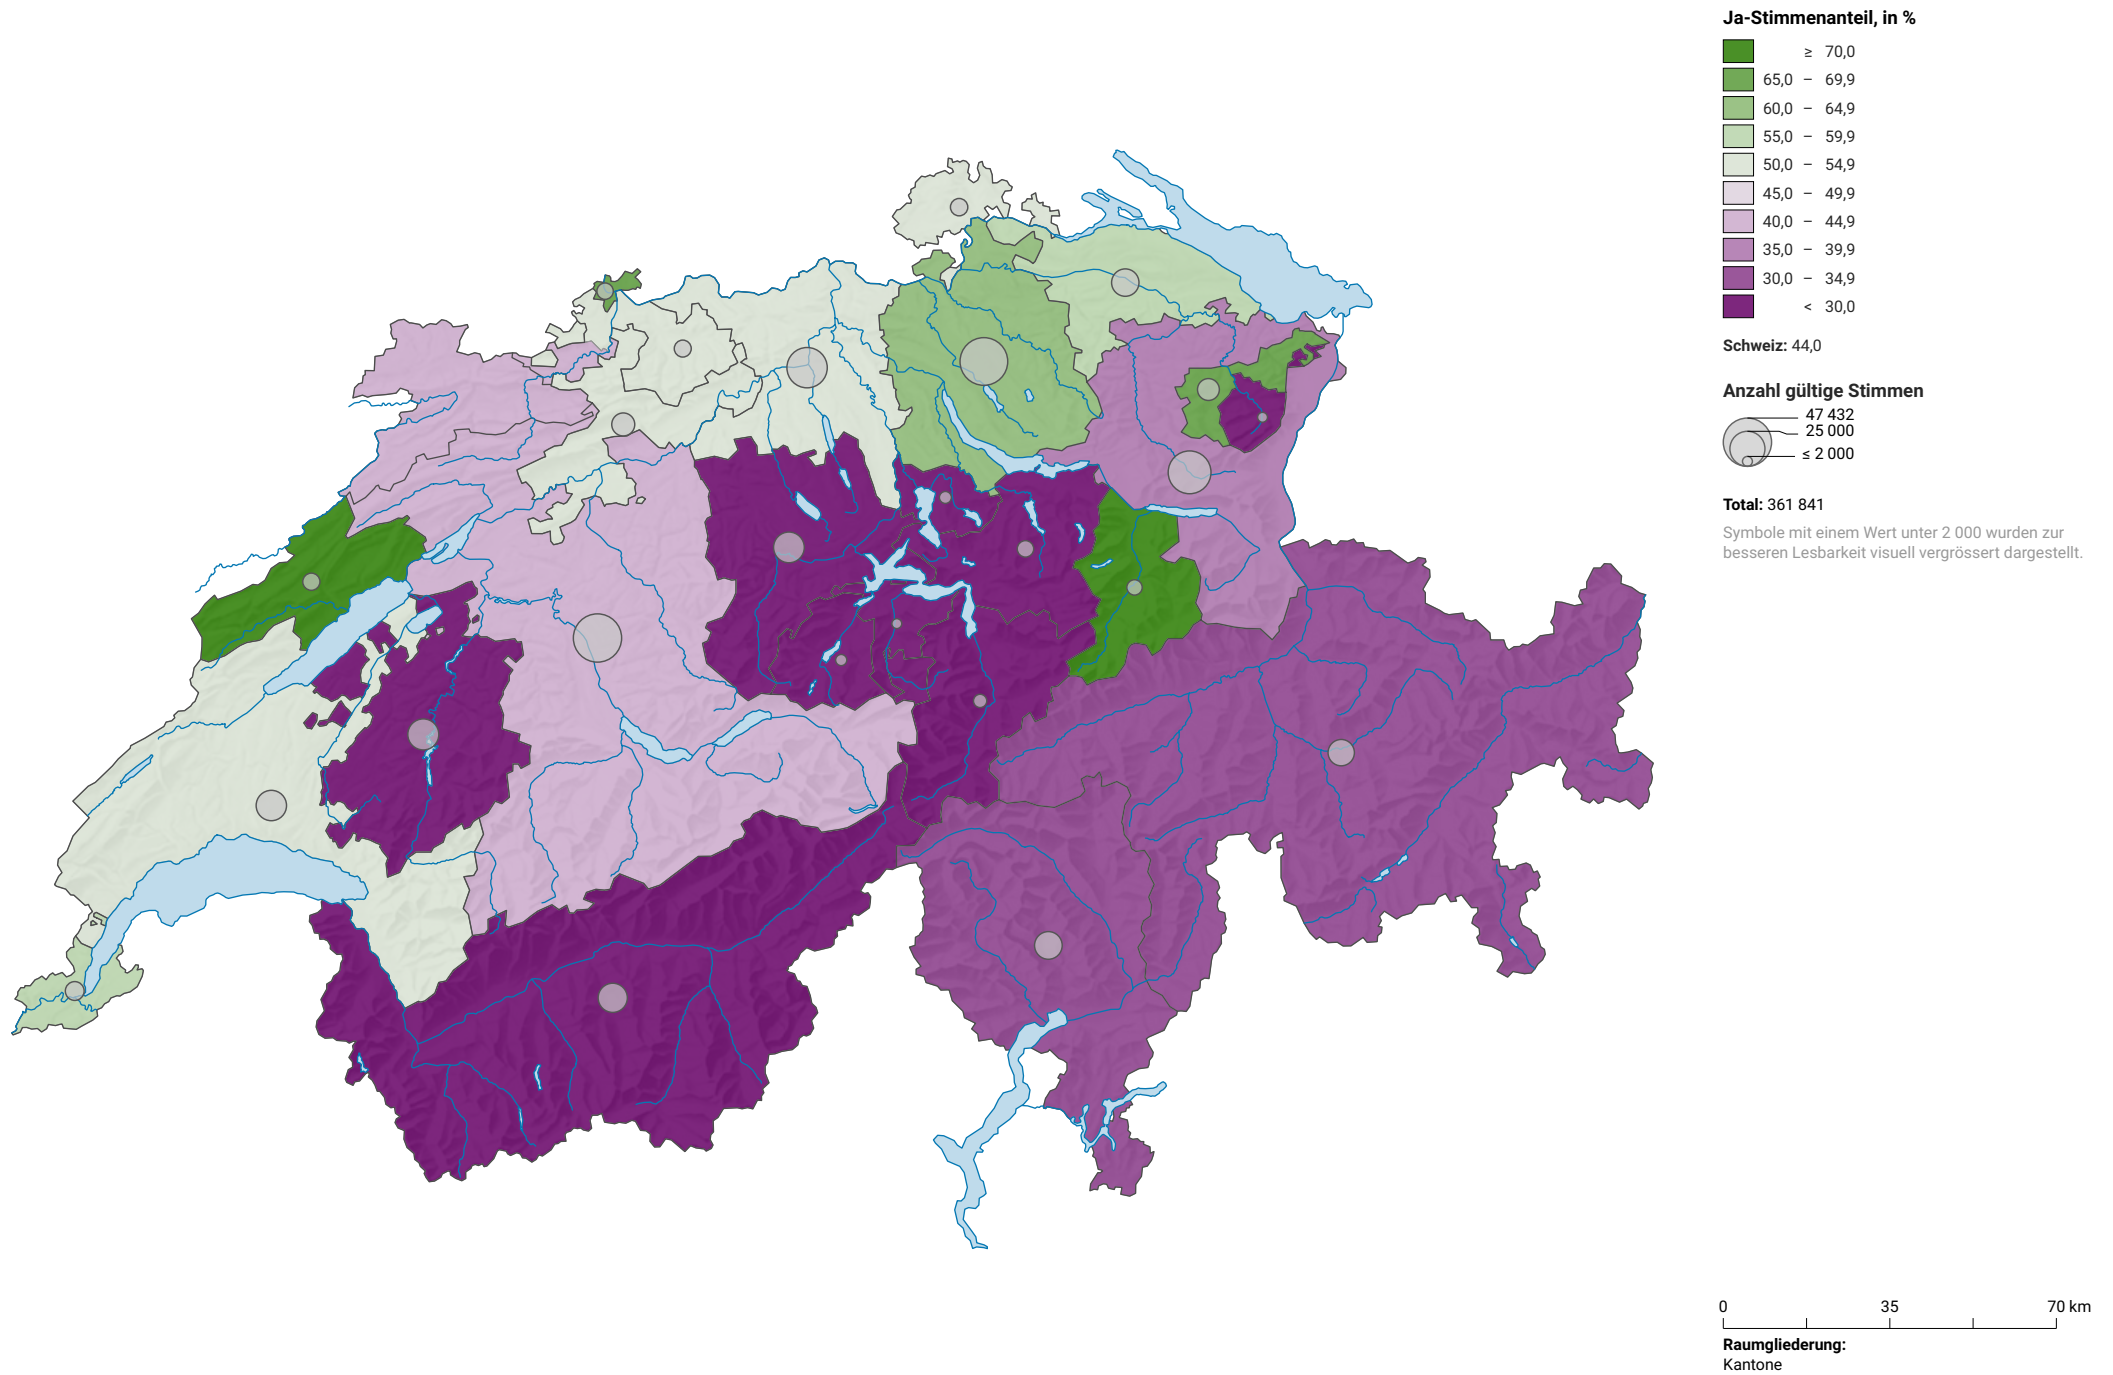 Ja-Stimmenanteil, in %
≥ 70,0
65,0 – 69,9
60,0 – 64,9
55,0 – 59,9
50,0 – 54,9
45,0 – 49,9
40,0 – 44,9
35,0 – 39,9
30,0 – 34,9
< 30,0
Schweiz: 44,0
Anzahl gültige Stimmen
47 432
25 000
≤ 2 000
Total: 361 841
Symbole mit einem Wert unter 2 000 wurden zur
besseren Lesbarkeit visuell vergrössert dargestellt.
0 35 70 km
Raumgliederung:
Kantone